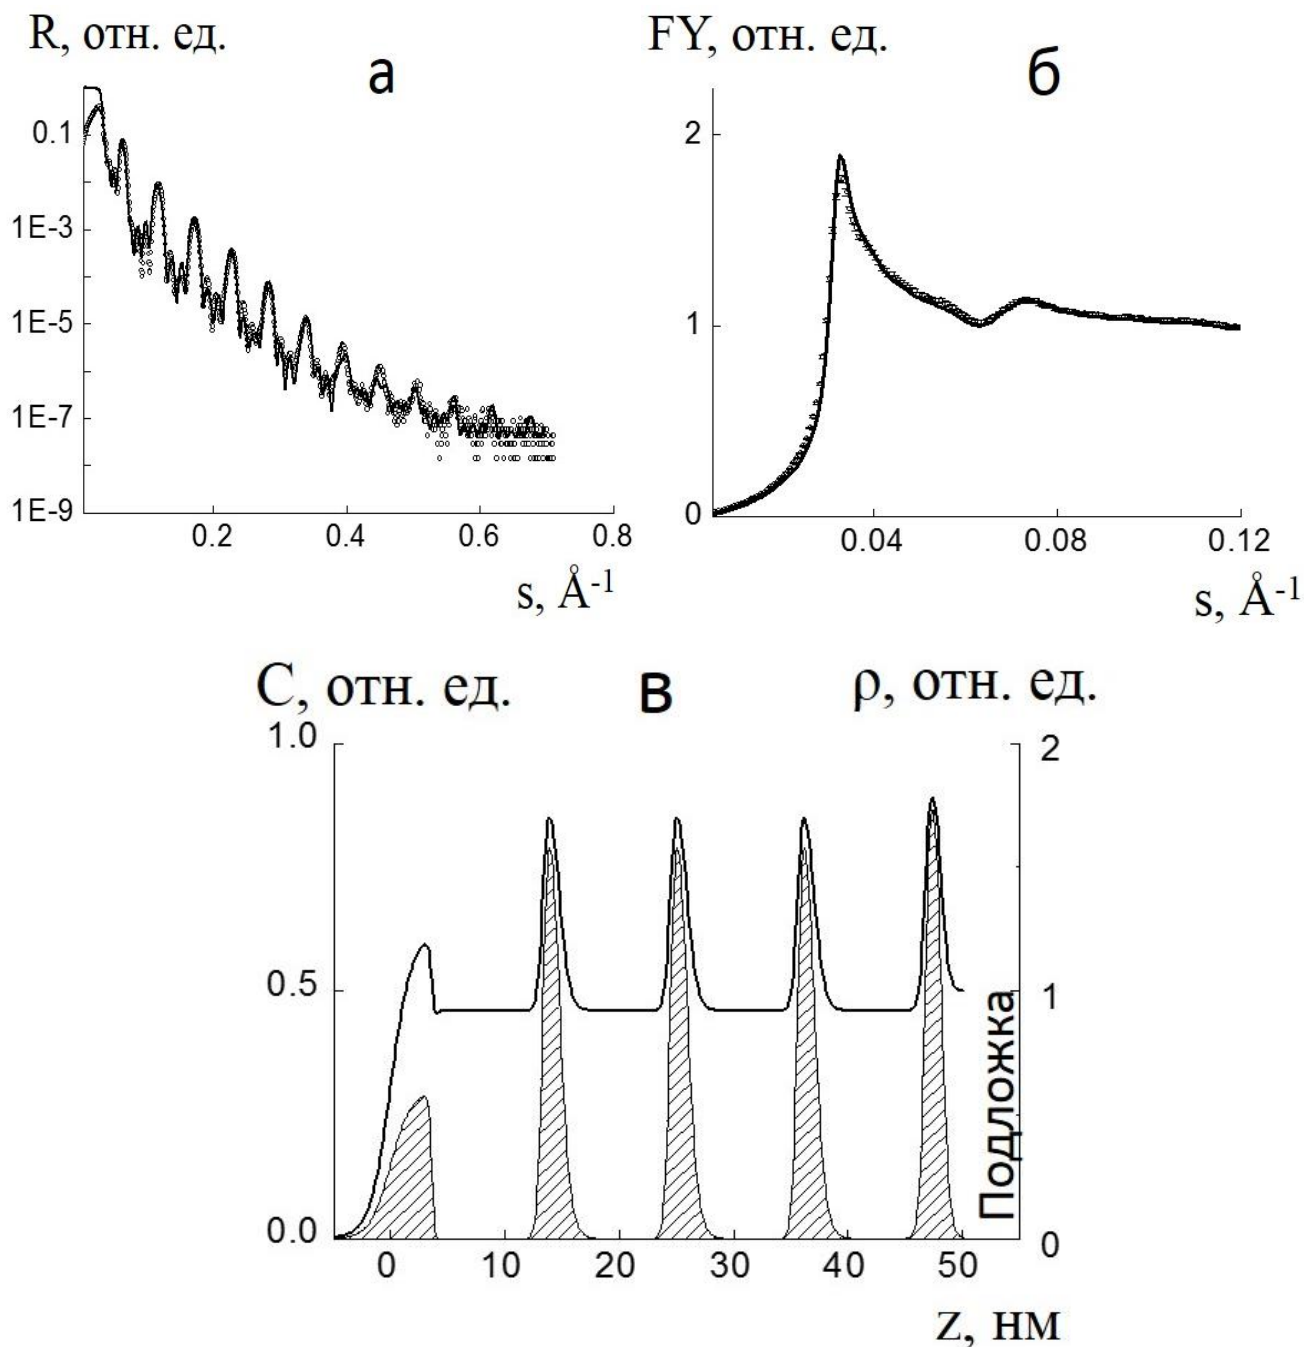 R, отн. ед.
а
0.1
1E-3
1E-5
1E-7
1E-9
0.2 0.4 0.6 0.8
s, Å⁻¹
FY, отн. ед.
б
2
1
0
0.04 0.08 0.12
s, Å⁻¹
C, отн. ед. в ρ, отн. ед.
1.0 2
0.5 1
0.0 0
Подложка
0 10 20 30 40 50
z, нм